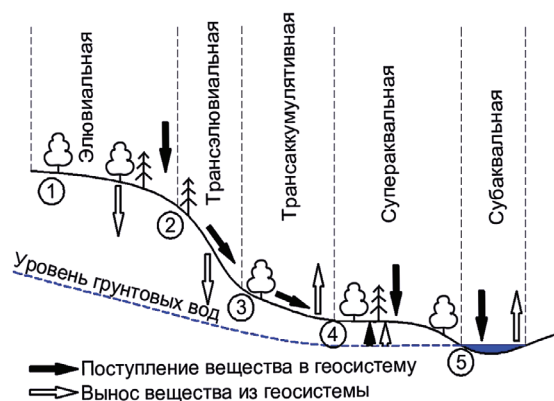 Элювиальная
Трансэлювиальная
Трансаккумулятивная
Супераквальная
Субаквальная
1
2
3
4
5
Уровень грунтовых вод
Поступление вещества в геосистему
Вынос вещества из геосистемы